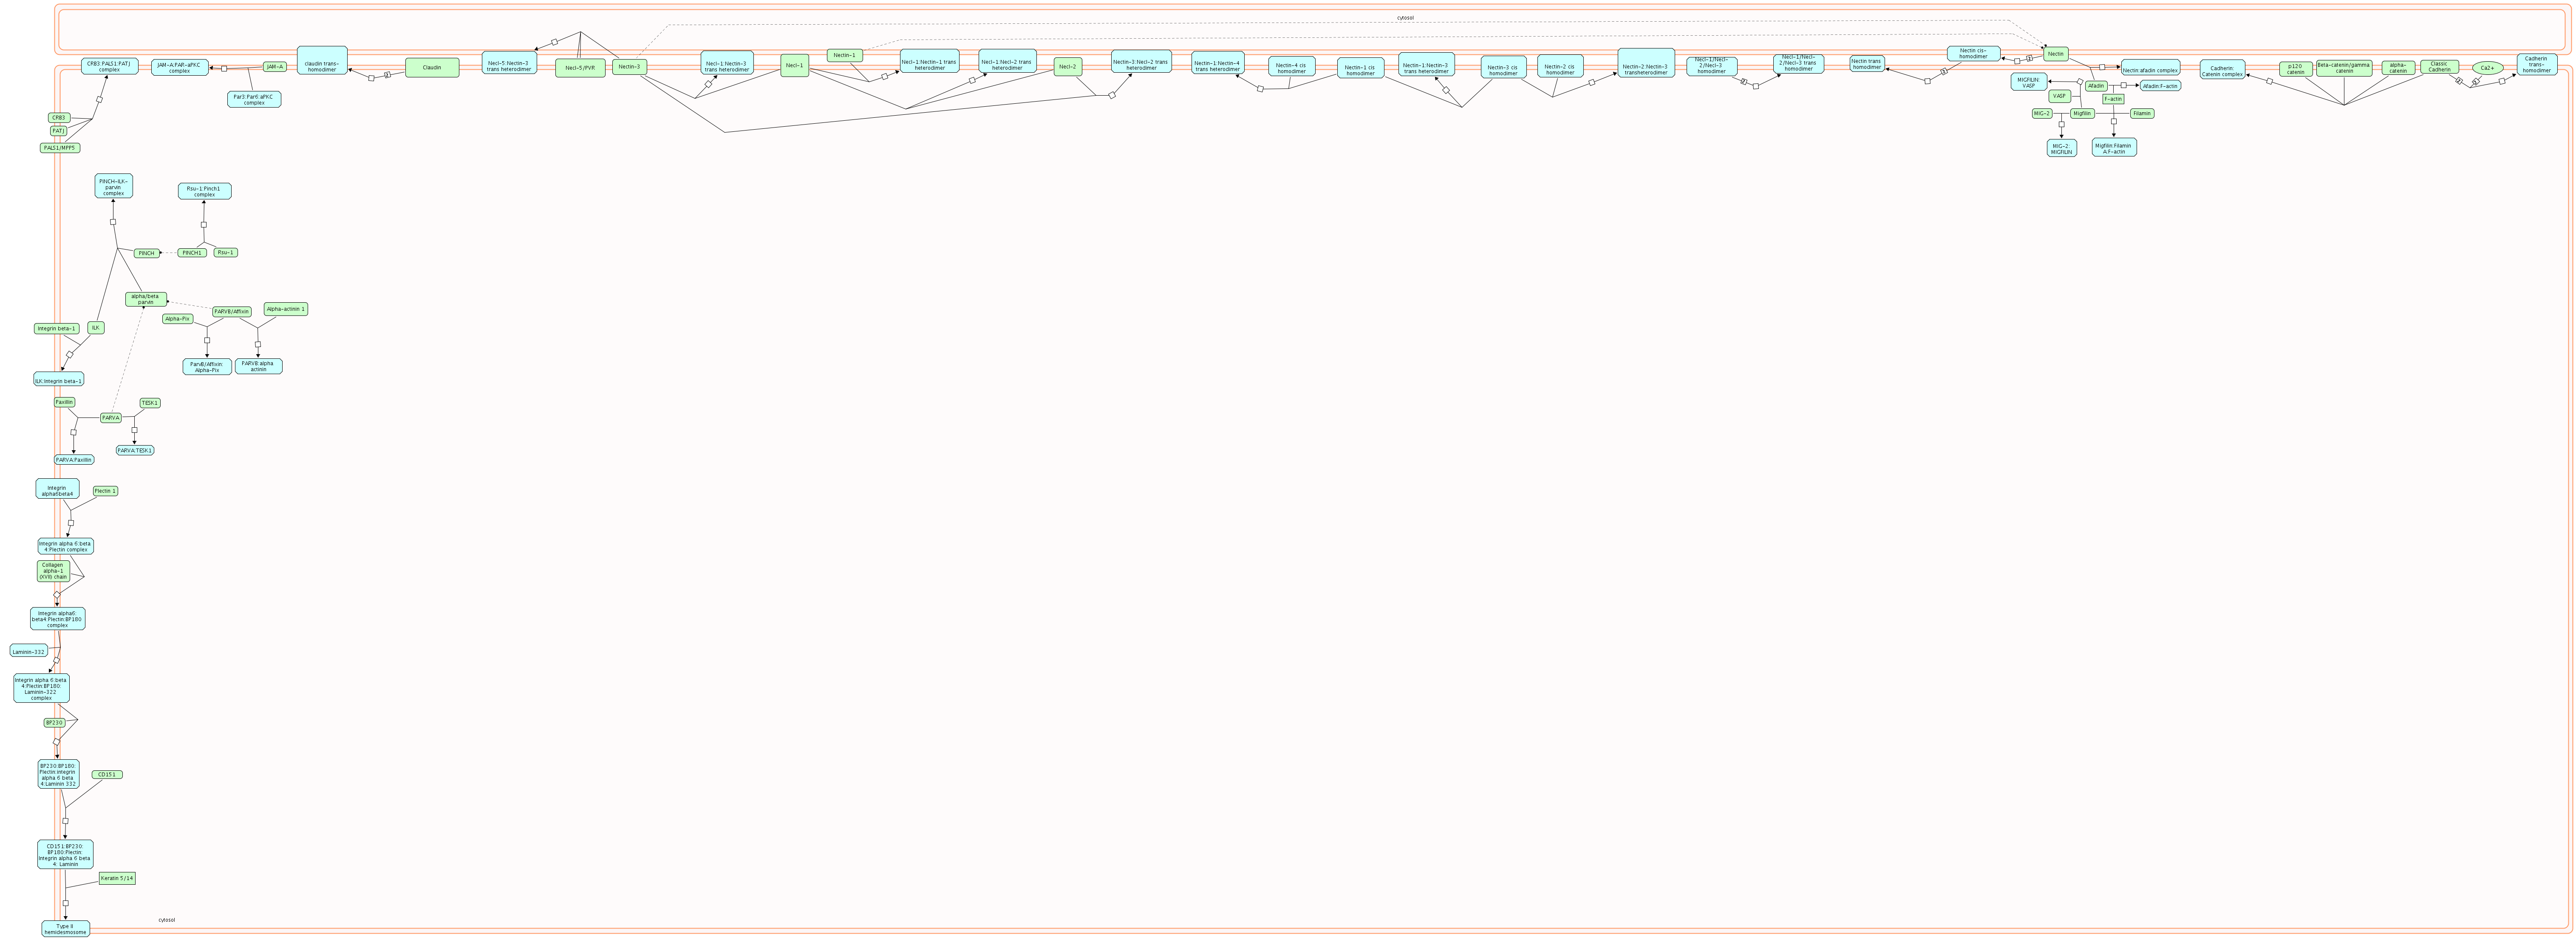 cytosol
CRB3:PALS1:PATJ
complex
JAM-A:PAR-aPKC
complex
JAM-A
Par3:Par6:aPKC
complex
claudin trans-
homodimer
2
Claudin
Necl-5:Nectin-3
trans heterodimer
Necl-5/PVR
Nectin-3
Necl-1:Nectin-3
trans heterodimer
Necl-1
Nectin-1
Necl-1:Nectin-1 trans
heterodimer
Necl-1:Necl-2 trans
heterodimer
Necl-2
Nectin-3:Necl-2 trans
heterodimer
Nectin-1:Nectin-4
trans heterodimer
Nectin-4 cis
homodimer
Nectin-1 cis
homodimer
Nectin-1:Nectin-3
trans heterodimer
Nectin-3 cis
homodimer
Nectin-2 cis
homodimer
Nectin-2:Nectin-3
transheterodimer
Necl-1/Necl-
2/Necl-3
homodimer
2
Necl-1/Necl-
2/Necl-3 trans
homodimer
Nectin trans
homodimer
2
Nectin cis-
homodimer
2
Nectin
MIGFILIN:
VASP
VASP
Afadin
F-actin
MIG-2
Migfilin
Filamin
Nectin:afadin complex
Afadin:F-actin
MIG-2:
MIGFILIN
Migfilin:Filamin
A:F-actin
Cadherin:
Catenin complex
p120
catenin
Beta-catenin/gamma
catenin
alpha-
catenin
Classic
Cadherin
Ca2+
Cadherin
trans-
homodimer
CRB3
PATJ
PALS1/MPP5
PINCH-ILK-
parvin
complex
Rsu-1:Pinch1
complex
PINCH
PINCH1
Rsu-1
alpha/beta
parvin
Alpha-Pix
PARVB/Affixin
Alpha-actinin 1
Integrin beta-1
ILK
ParvB/Affixin:
Alpha-Pix
PARVB:alpha
actinin
ILK:Integrin beta-1
Paxillin
PARVA
TESK1
PARVA:Paxillin
PARVA:TESK1
Integrin
alpha6beta4
Plectin 1
Integrin alpha 6:beta
4:Plectin complex
Collagen
alpha-1
(XVII) chain
Integrin alpha6:
beta4:Plectin:BP180
complex
Laminin-332
Integrin alpha 6:beta
4:Plectin:BP180:
Laminin-322
complex
BP230
BP230:BP180:
Plectin:integrin
alpha 6 beta
4:Laminin 332
CD151
CD151:BP230:
BP180:Plectin:
Integrin alpha 6 beta
4: Laminin
Keratin 5/14
Type II
hemidesmosome
cytosol